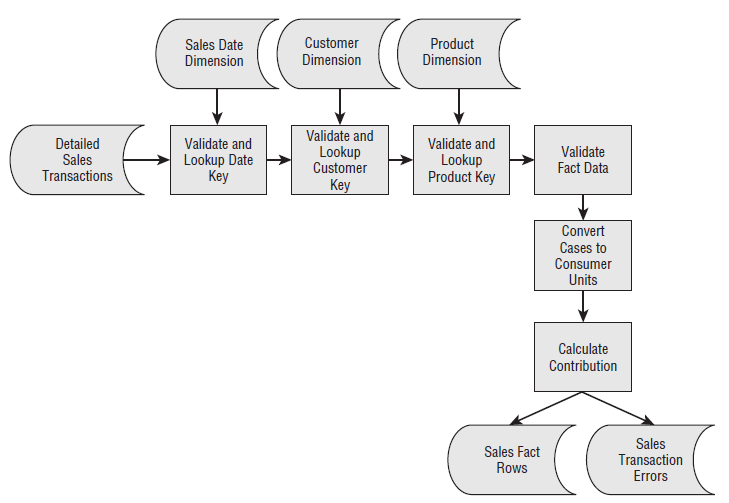 Sales Date
Dimension
Customer
Dimension
Product
Dimension
Detailed
Sales
Transactions
Validate and
Lookup Date
Key
Validate and
Lookup
Customer
Key
Validate and
Lookup
Product Key
Validate
Fact Data
Convert
Cases to
Consumer
Units
Calculate
Contribution
Sales Fact
Rows
Sales
Transaction
Errors